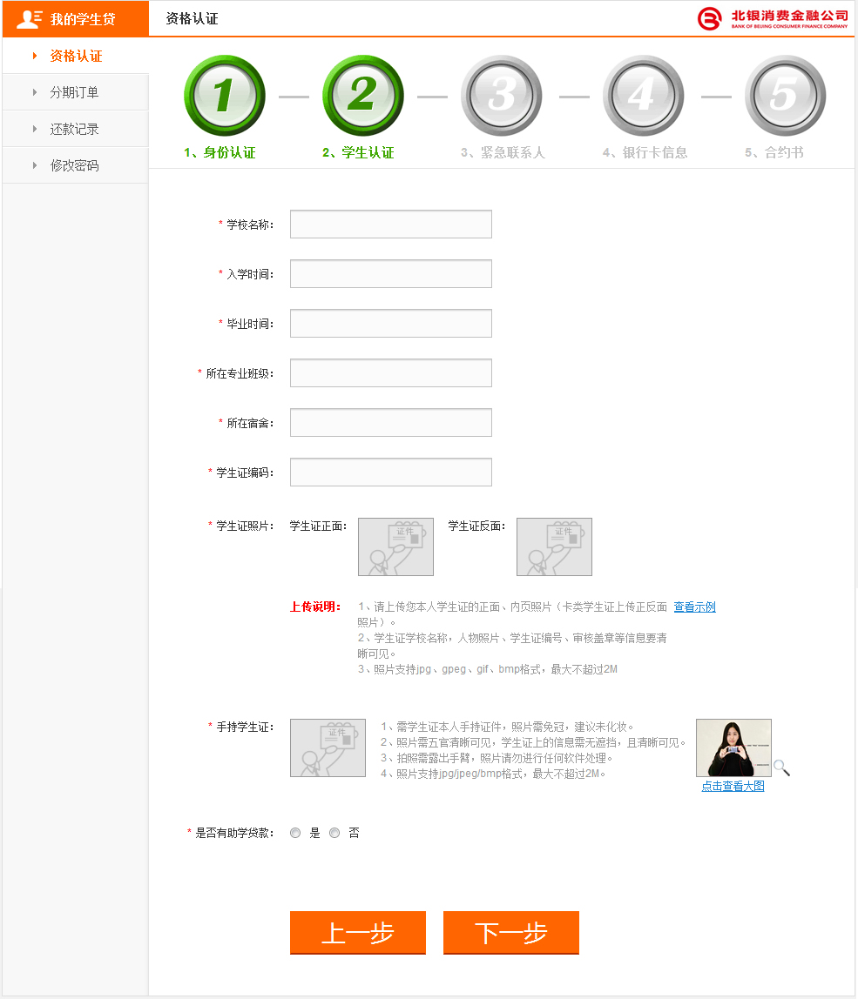 我的学生贷
资格认证
北银消费金融公司
BANK OF BEIJING CONSUMER FINANCE COMPANY
资格认证
分期订单
还款记录
修改密码
1
2
3
4
5
1、身份认证
2、学生认证
3、紧急联系人
4、银行卡信息
5、合约书
* 学校名称：
* 入学时间：
* 毕业时间：
* 所在专业班级：
* 所在宿舍：
* 学生证编码：
* 学生证照片： 学生证正面： 证件 学生证反面： 证件
上传说明： 1、请上传您本人学生证的正面、内页照片（卡类学生证上传正反面 查看示例
照片）。
2、学生证学校名称，人物照片、学生证编号、审核盖章等信息要清
晰可见。
3、照片支持jpg、gpeg、gif、bmp格式，最大不超过2M
* 手持学生证： 证件
1、需学生证本人手持证件，照片需免冠，建议未化妆。
2、照片需五官清晰可见，学生证上的信息需无遮挡，且清晰可见。
3、拍照需露出手臂，照片请勿进行任何软件处理。
4、照片支持jpg/jpeg/bmp格式，最大不超过2M。
点击查看大图
* 是否有助学贷款： 是 否
上一步 下一步